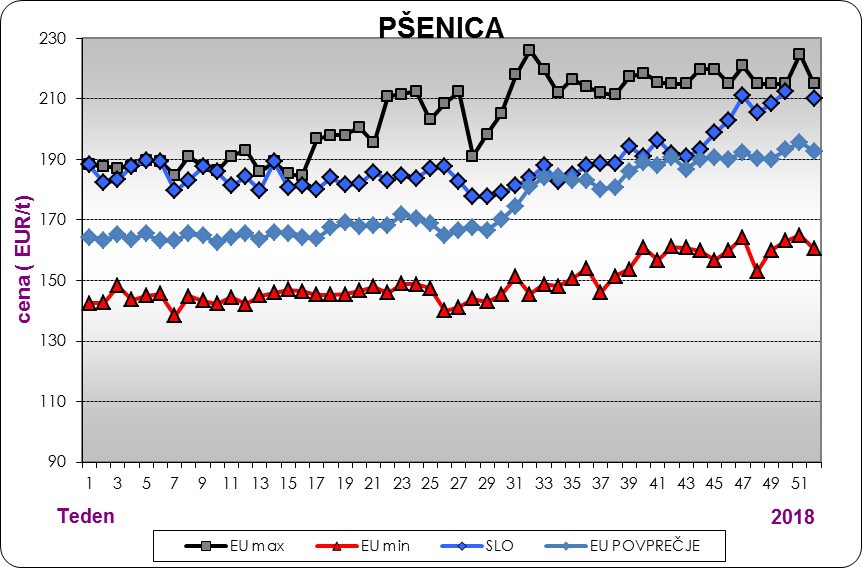 PŠENICA
cena ( EUR/t)
230
210
190
170
150
130
110
90
1 3 5 7 9 11 13 15 17 19 21 23 25 27 29 31 33 35 37 39 41 43 45 47 49 51
Teden 2018
EU max EU min SLO EU POVPREČJE